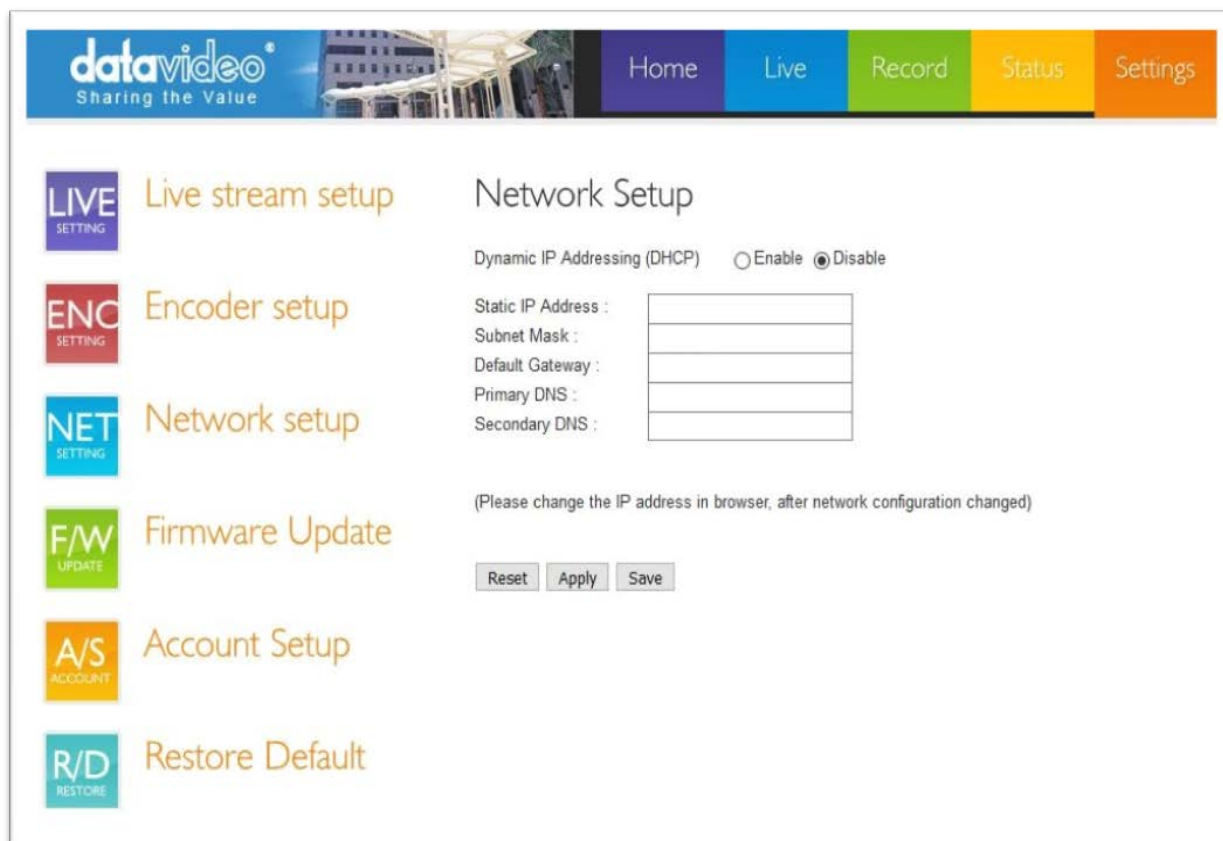 datavideo®
Sharing the Value
Home Live Record Status Settings
LIVE
SETTING
Live stream setup
ENC
SETTING
Encoder setup
NET
SETTING
Network setup
F/W
UPDATE
Firmware Update
A/S
ACCOUNT
Account Setup
R/D
RESTORE
Restore Default
Network Setup
Dynamic IP Addressing (DHCP) Enable Disable
Static IP Address :
Subnet Mask :
Default Gateway :
Primary DNS :
Secondary DNS :
(Please change the IP address in browser, after network configuration changed)
Reset Apply Save